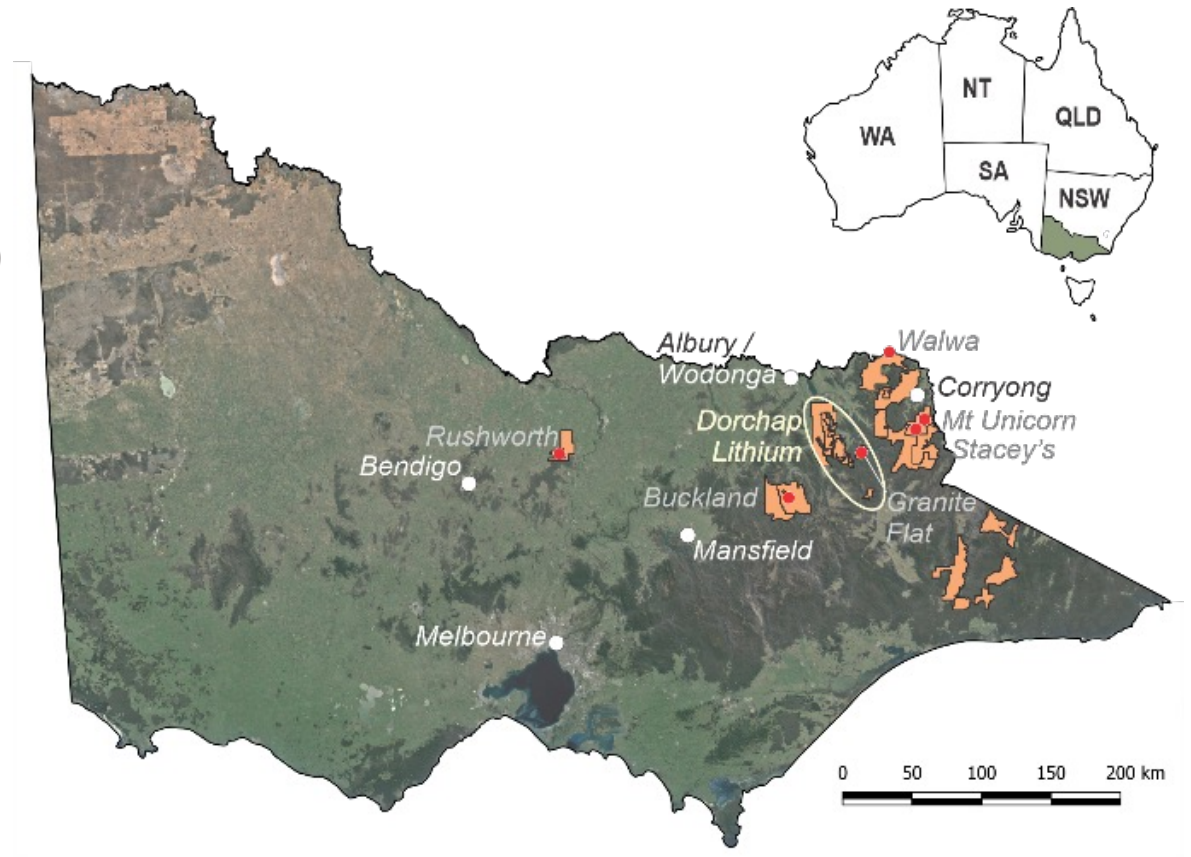 NT
QLD
WA
SA
NSW
Albury /
Wodonga
Walwa
Corryong
Dorchap
Lithium
Mt Unicorn
Stacey's
Rushworth
Bendigo
Buckland
Granite
Flat
Mansfield
Melbourne
0 50 100 150 200 km